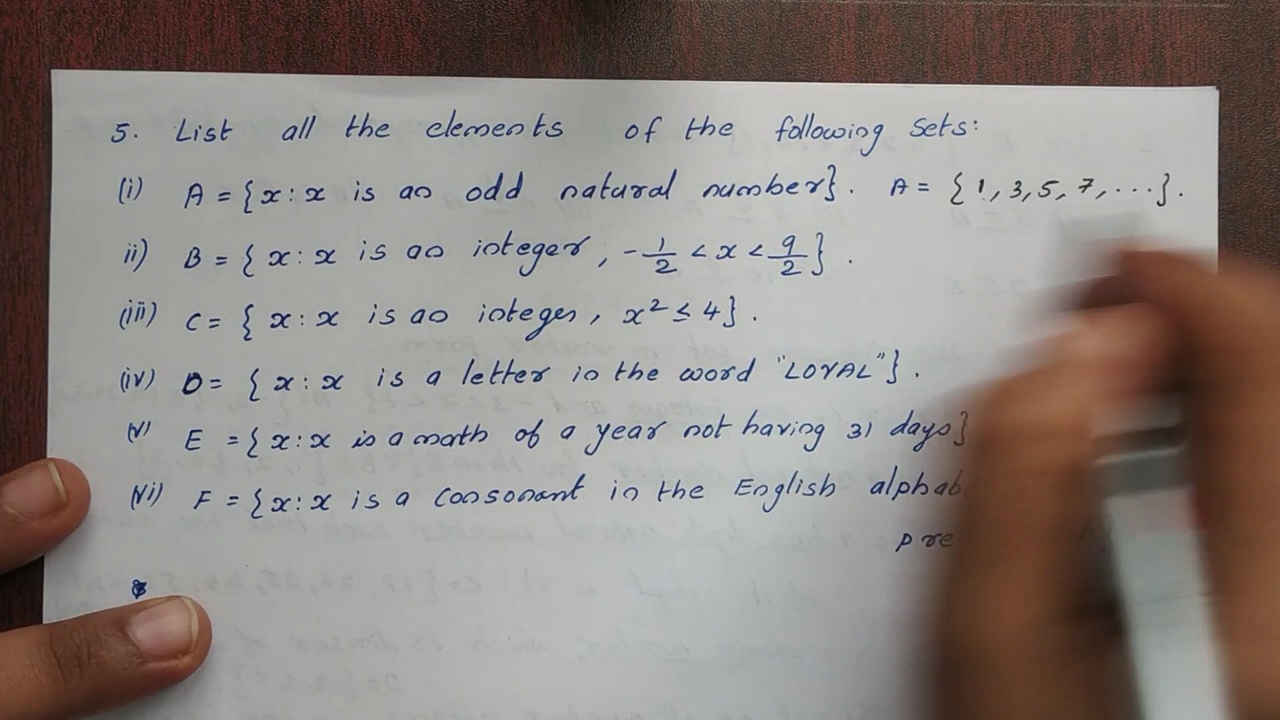 5. List all the elements of the following sets:
(i) A = {x : x is an odd natural number}. A = {1, 3, 5, 7, ...}.
ii) B = {x : x is an integer, -1/2 < x < 9/2}.
(iii) C = {x : x is an integer, x² ≤ 4}.
(iv) D = {x : x is a letter in the word "LOYAL"}.
(v) E = {x : x is a month of a year not having 31 days}
(vi) F = {x : x is a consonant in the English alphab
pre